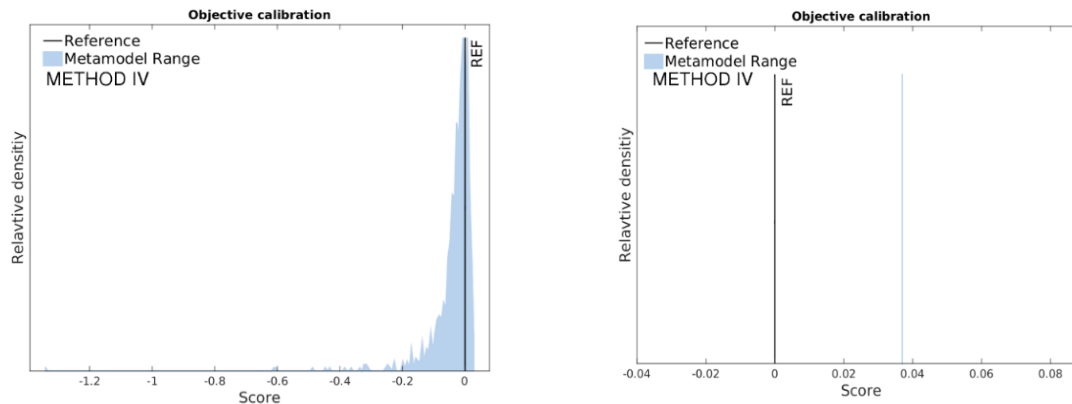 Objective calibration
Reference
Metamodel Range
METHOD IV
REF
Relavtive densitiy
-1.2 -1 -0.8 -0.6 -0.4 -0.2 0
Score
Objective calibration
Reference
Metamodel Range
METHOD IV
REF
Relavtive densitiy
-0.04 -0.02 0 0.02 0.04 0.06 0.08
Score